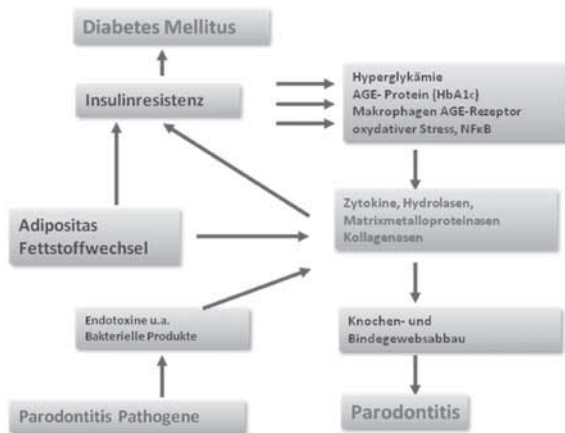 Diabetes Mellitus
Insulinresistenz
Hyperglykämie
AGE- Protein (HbA1c)
Makrophagen AGE-Rezeptor
oxydativer Stress, NFκB
Adipositas
Fettstoffwechsel
Zytokine, Hydrolasen,
Matrixmetalloproteinasen
Kollagenasen
Endotoxine u.a.
Bakterielle Produkte
Knochen- und
Bindegewebsabbau
Parodontitis Pathogene
Parodontitis